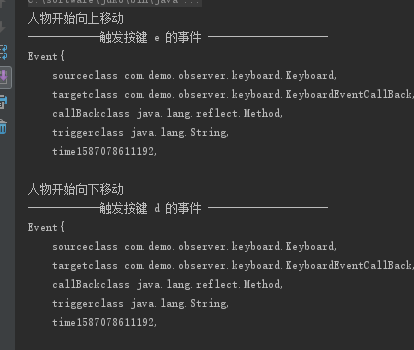 C:\software\jdk8\bin\java ...
人物开始向上移动
——————触发按键 e 的事件 ——————————
Event{
sourceclass com.demo.observer.keyboard.Keyboard,
targetclass com.demo.observer.keyboard.KeyboardEventCallBack,
callBackclass java.lang.reflect.Method,
triggerclass java.lang.String,
time1587078611192,
人物开始向下移动
——————触发按键 d 的事件 ——————————
Event{
sourceclass com.demo.observer.keyboard.Keyboard,
targetclass com.demo.observer.keyboard.KeyboardEventCallBack,
callBackclass java.lang.reflect.Method,
triggerclass java.lang.String,
time1587078611192,